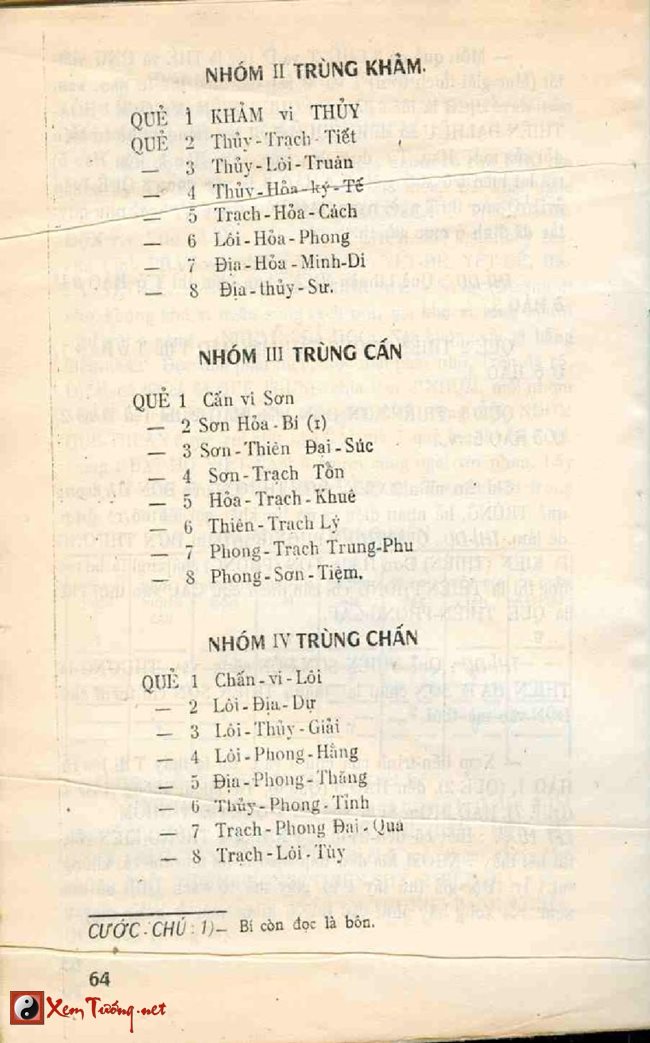 NHÓM II TRÙNG KHẢM.
QUẺ 1 KHẢM vi THỦY
QUẺ 2 Thủy-Trạch-Tiết
— 3 Thủy-Lôi-Truân
— 4 Thủy-Hỏa-ký-Tế
— 5 Trạch-Hỏa-Cách
— 6 Lôi-Hỏa-Phong
— 7 Địa-Hỏa-Minh-Di
— 8 Địa-thủy-Sư.
NHÓM III TRÙNG CẤN
QUẺ 1 Cấn vi Sơn
— 2 Sơn Hỏa-Bí (1)
— 3 Sơn-Thiên Đại-Súc
— 4 Sơn-Trạch Tổn
— 5 Hỏa-Trạch-Khuê
— 6 Thiên-Trạch Lý
— 7 Phong-Trạch Trung-Phu
— 8 Phong-Sơn-Tiệm.
NHÓM IV TRÙNG CHẤN
QUẺ 1 Chấn-vi-Lôi
— 2 Lôi-Địa-Dự
— 3 Lôi-Thủy-Giải
— 4 Lôi-Phong-Hằng
— 5 Địa-Phong-Thăng
— 6 Thủy-Phong-Tỉnh
— 7 Trạch-Phong Đại-Quá
— 8 Trạch-Lôi-Tùy
CƯỚC-CHÚ: 1)— Bí còn đọc là bôn.
64
XemTướng.net